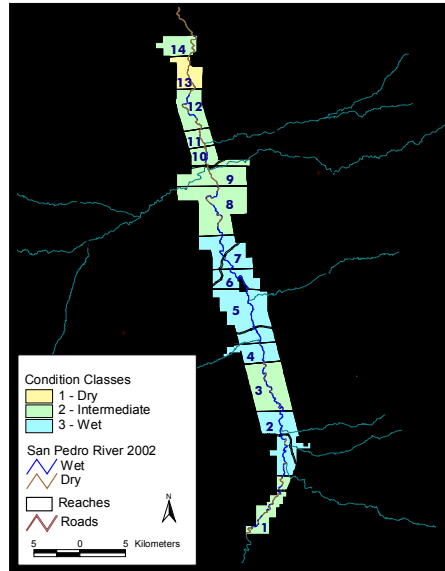 14
13
12
11
10
9
8
7
6
5
4
3
2
1
Condition Classes
1 - Dry
2 - Intermediate
3 - Wet
San Pedro River 2002
Wet
Dry
Reaches
Roads
N
5 0 5 Kilometers